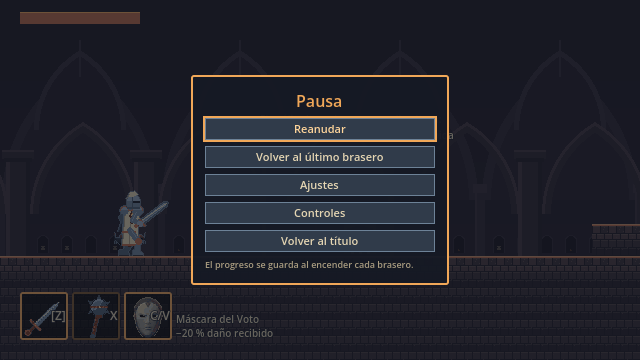 Pausa
Reanudar
a
Volver al último brasero
Ajustes
Controles
Volver al título
El progreso se guarda al encender cada brasero.
[Z] X C/V
Máscara del Voto
−20 % daño recibido